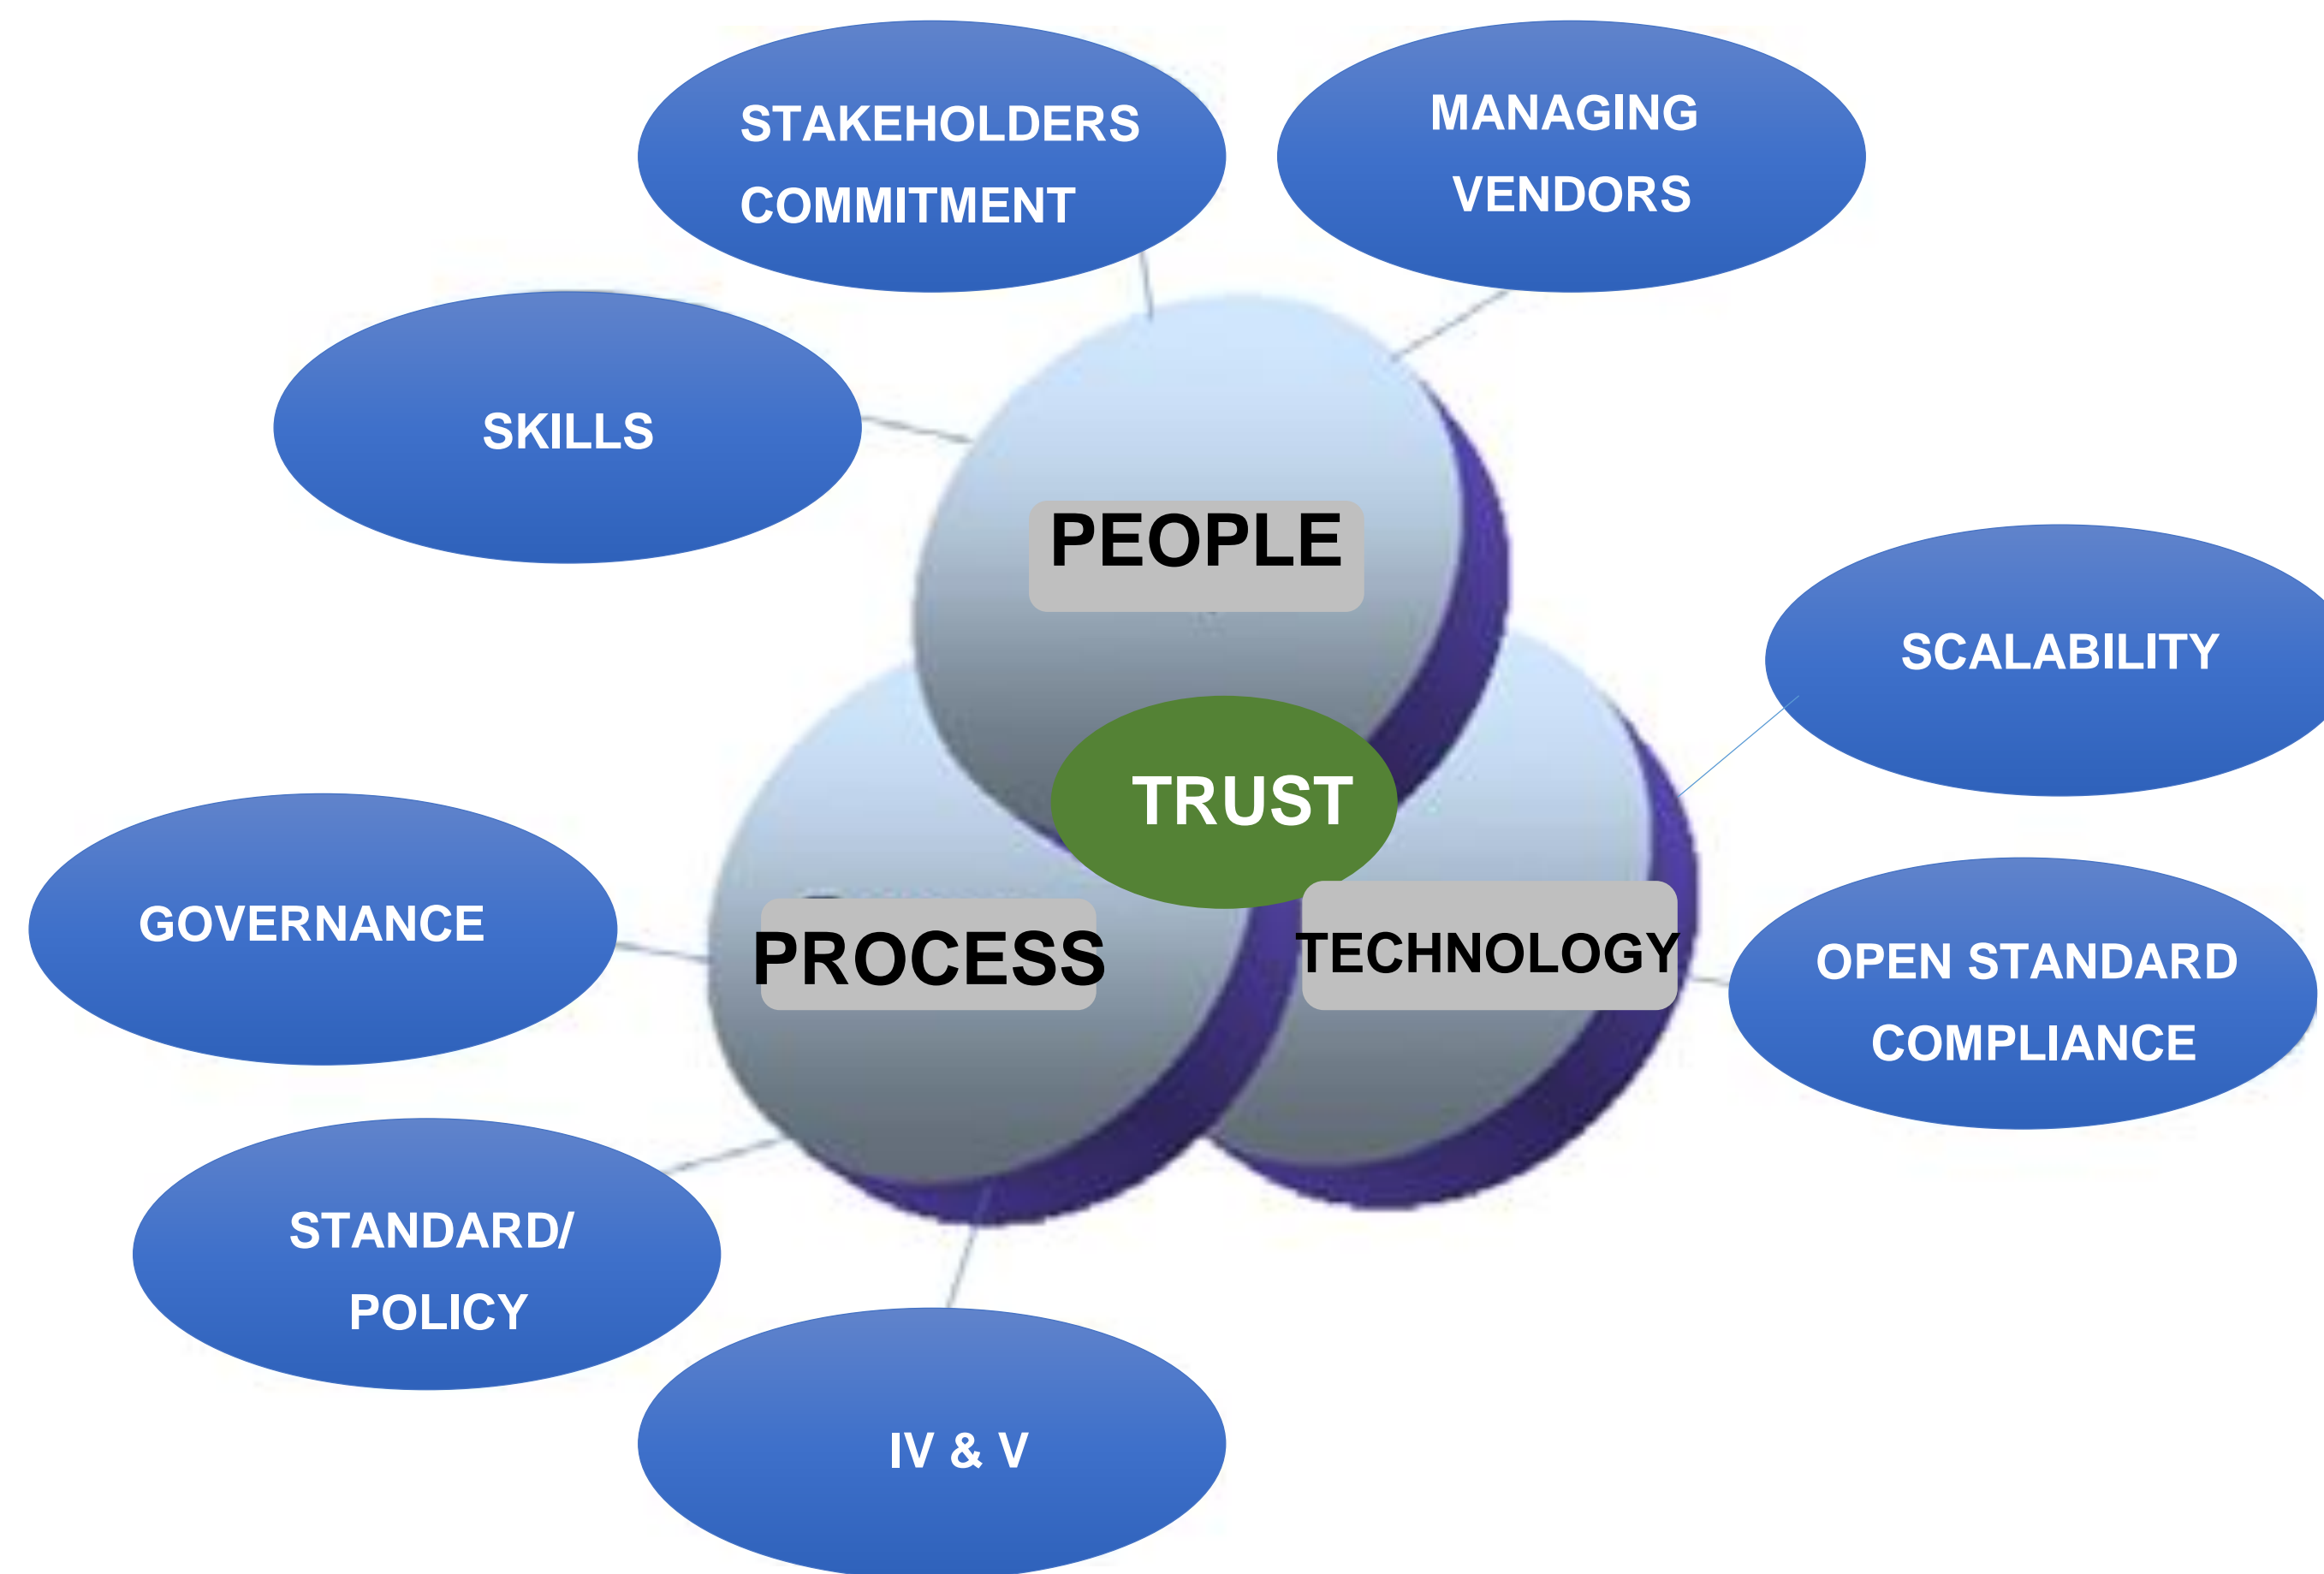 STAKEHOLDERS
COMMITMENT
MANAGING
VENDORS
SKILLS
PEOPLE
SCALABILITY
TRUST
GOVERNANCE
PROCESS
TECHNOLOGY
OPEN STANDARD
COMPLIANCE
STANDARD/
POLICY
IV & V